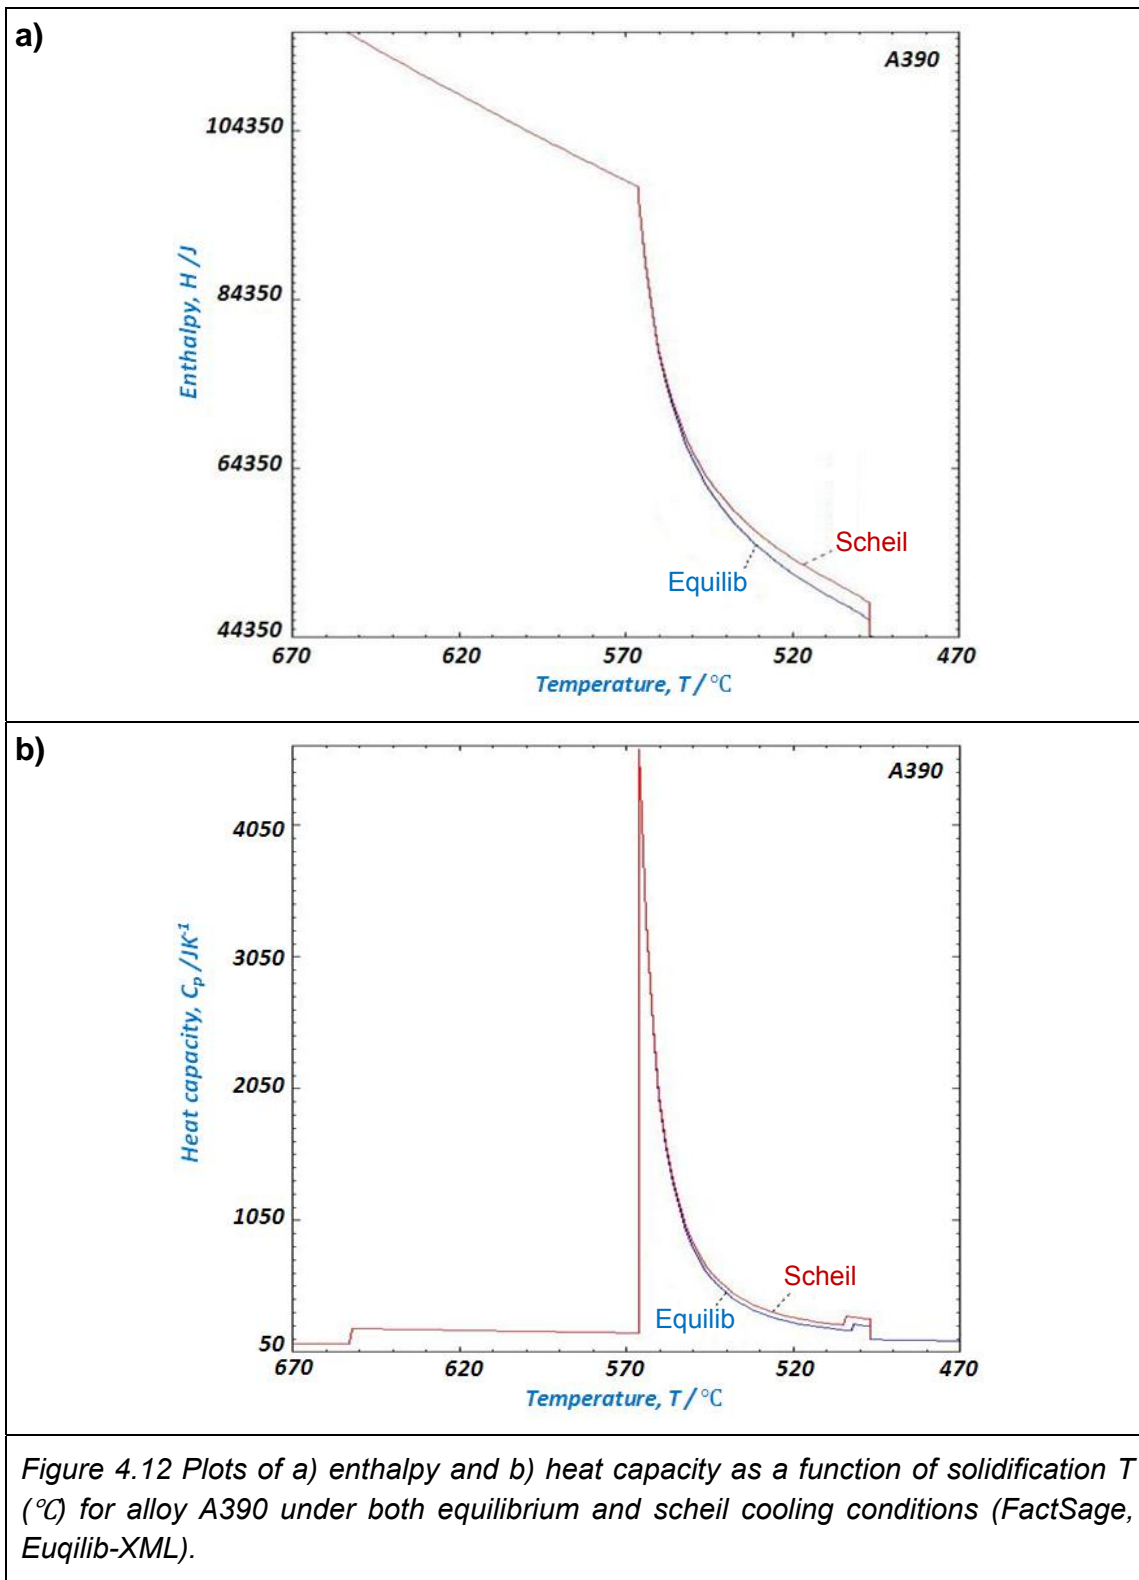 a)
A390
104350
84350
64350
44350
Enthalpy, H /J
Scheil
Equilib
670 620 570 520 470
Temperature, T / °C
b)
A390
4050
3050
2050
1050
50
Heat capacity, Cp /JK-1
Scheil
Equilib
670 620 570 520 470
Temperature, T / °C
Figure 4.12 Plots of a) enthalpy and b) heat capacity as a function of solidification T
(℃) for alloy A390 under both equilibrium and scheil cooling conditions (FactSage,
Euqilib-XML).